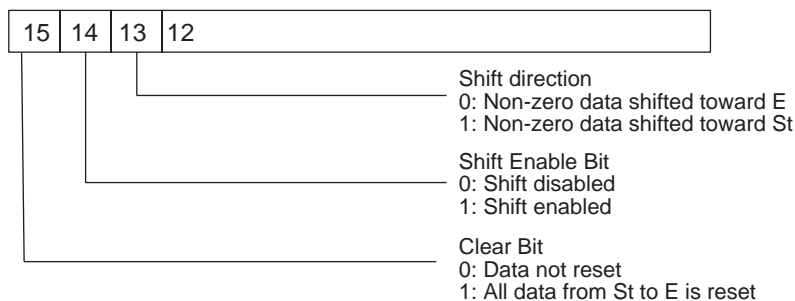 15 14 13 12
Shift direction
0: Non-zero data shifted toward E
1: Non-zero data shifted toward St
Shift Enable Bit
0: Shift disabled
1: Shift enabled
Clear Bit
0: Data not reset
1: All data from St to E is reset